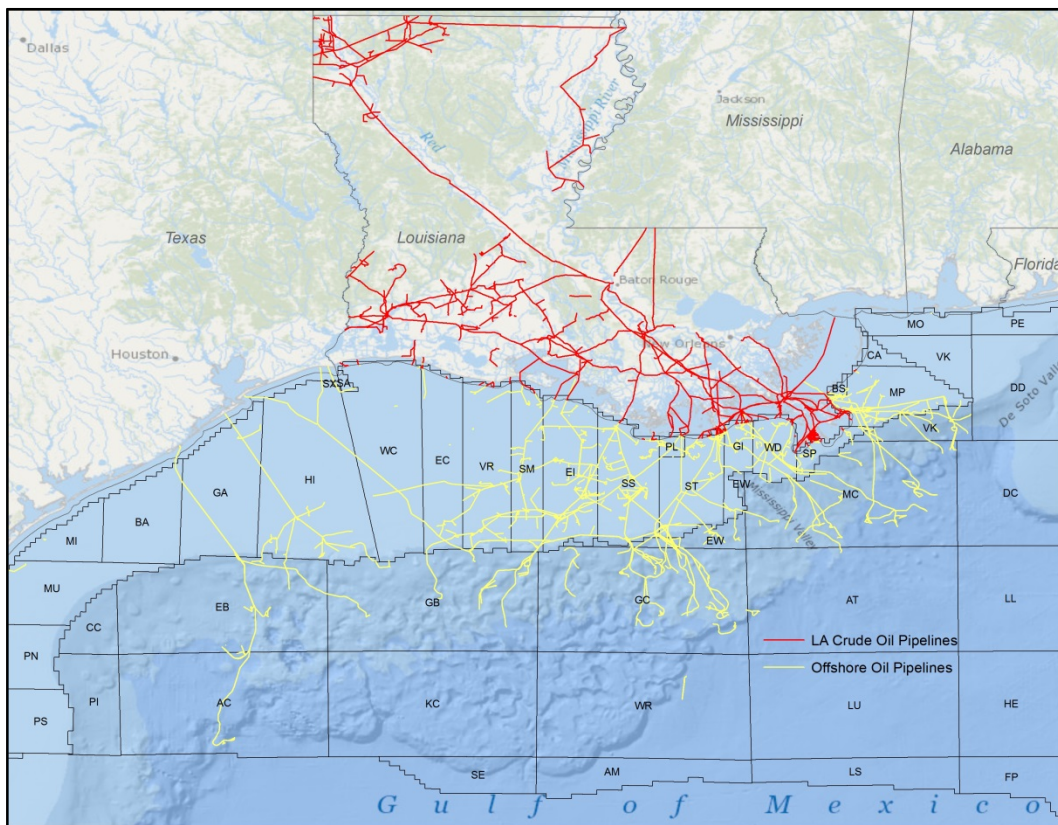 Dallas
Jackson
Mississippi
Mississippi River
Red
Alabama
Texas
Louisiana
Florida
Baton Rouge
Houston
New Orleans
MO
PE
SX
SA
CA
VK
BS
MP
DD
De Soto Vall
WC
EC
VR
SM
EI
SS
PL
ST
GI
WD
SP
VK
GA
HI
EW
MC
DC
BA
MI
Mississippi Valley
EW
MU
CC
EB
GB
GC
AT
LL
PN
LA Crude Oil Pipelines
Offshore Oil Pipelines
PS
PI
AC
KC
WR
LU
HE
SE
AM
LS
FP
Gulf of Mexico